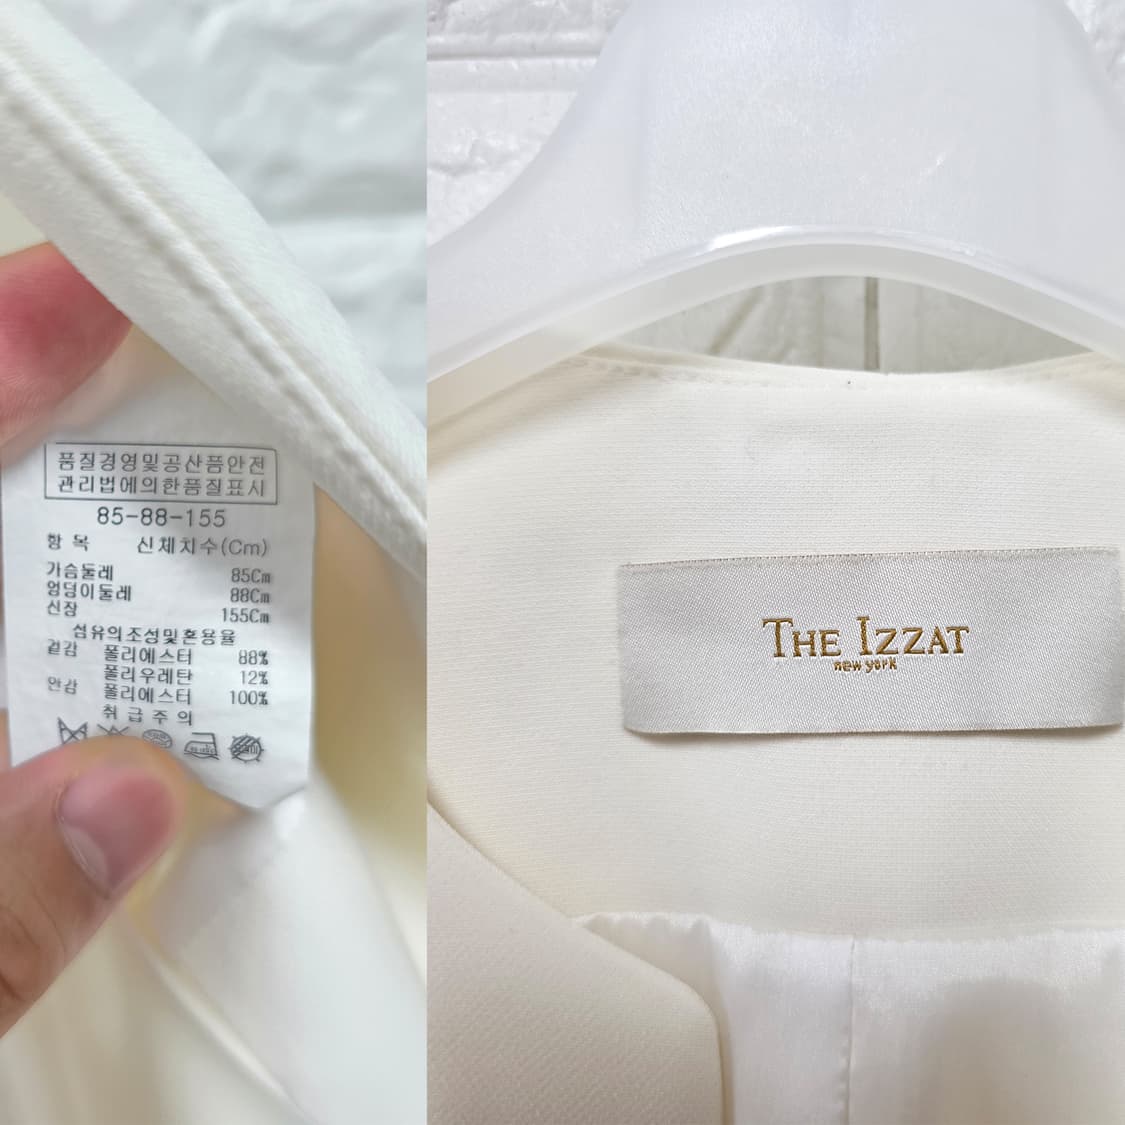 품질경영및공산품안전
관리법에의한품질표시
85-88-155
항 목 신체치수(Cm)
가슴둘레 85Cm
엉덩이둘레 88Cm
신장 155Cm
섬유의조성및혼용율
겉감 폴리에스터 88%
폴리우레탄 12%
안감 폴리에스터 100%
취 급 주 의
THE IZZAT
new york